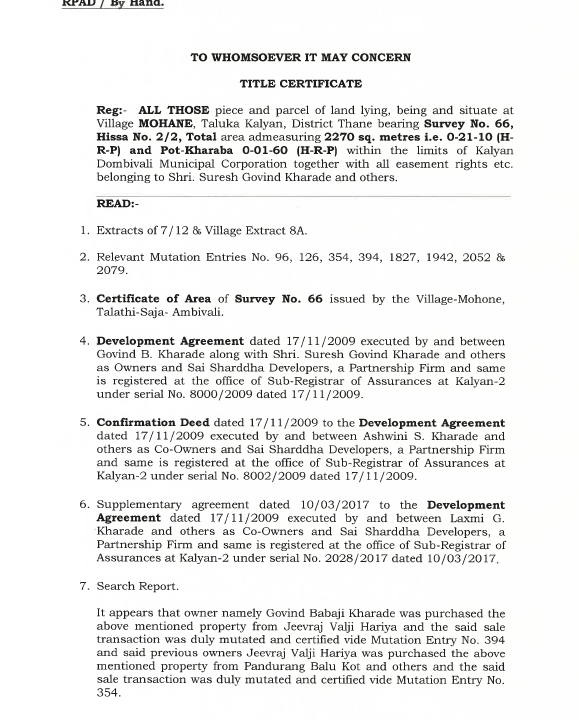 RPAD / By Hand.
TO WHOMSOEVER IT MAY CONCERN
TITLE CERTIFICATE
Reg:- ALL THOSE piece and parcel of land lying, being and situate at
Village MOHANE, Taluka Kalyan, District Thane bearing Survey No. 66,
Hissa No. 2/2, Total area admeasuring 2270 sq. metres i.e. 0-21-10 (H-
R-P) and Pot-Kharaba 0-01-60 (H-R-P) within the limits of Kalyan
Dombivali Municipal Corporation together with all easement rights etc.
belonging to Shri. Suresh Govind Kharade and others.
READ:-
1. Extracts of 7/12 & Village Extract 8A.
2. Relevant Mutation Entries No. 96, 126, 354, 394, 1827, 1942, 2052 &
2079.
3. Certificate of Area of Survey No. 66 issued by the Village-Mohone,
Talathi-Saja- Ambivali.
4. Development Agreement dated 17/11/2009 executed by and between
Govind B. Kharade along with Shri. Suresh Govind Kharade and others
as Owners and Sai Sharddha Developers, a Partnership Firm and same
is registered at the office of Sub-Registrar of Assurances at Kalyan-2
under serial No. 8000/2009 dated 17/11/2009.
5. Confirmation Deed dated 17/11/2009 to the Development Agreement
dated 17/11/2009 executed by and between Ashwini S. Kharade and
others as Co-Owners and Sai Sharddha Developers, a Partnership Firm
and same is registered at the office of Sub-Registrar of Assurances at
Kalyan-2 under serial No. 8002/2009 dated 17/11/2009.
6. Supplementary agreement dated 10/03/2017 to the Development
Agreement dated 17/11/2009 executed by and between Laxmi G.
Kharade and others as Co-Owners and Sai Sharddha Developers, a
Partnership Firm and same is registered at the office of Sub-Registrar of
Assurances at Kalyan-2 under serial No. 2028/2017 dated 10/03/2017.
7. Search Report.
It appears that owner namely Govind Babaji Kharade was purchased the
above mentioned property from Jeevraj Valji Hariya and the said sale
transaction was duly mutated and certified vide Mutation Entry No. 394
and said previous owners Jeevraj Valji Hariya was purchased the above
mentioned property from Pandurang Balu Kot and others and the said
sale transaction was duly mutated and certified vide Mutation Entry No.
354.